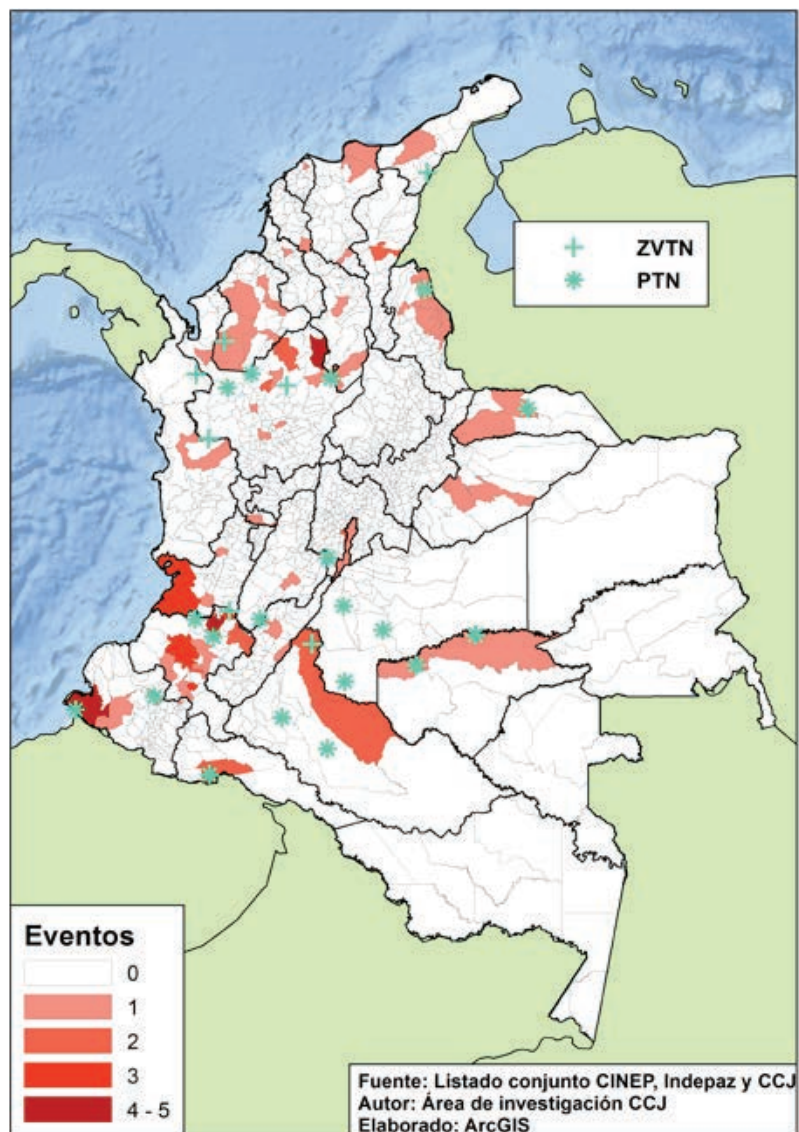 ZVTN
PTN
Eventos
0
1
2
3
4 - 5
Fuente: Listado conjunto CINEP, Indepaz y CCJ
Autor: Área de investigación CCJ
Elaborado: ArcGIS